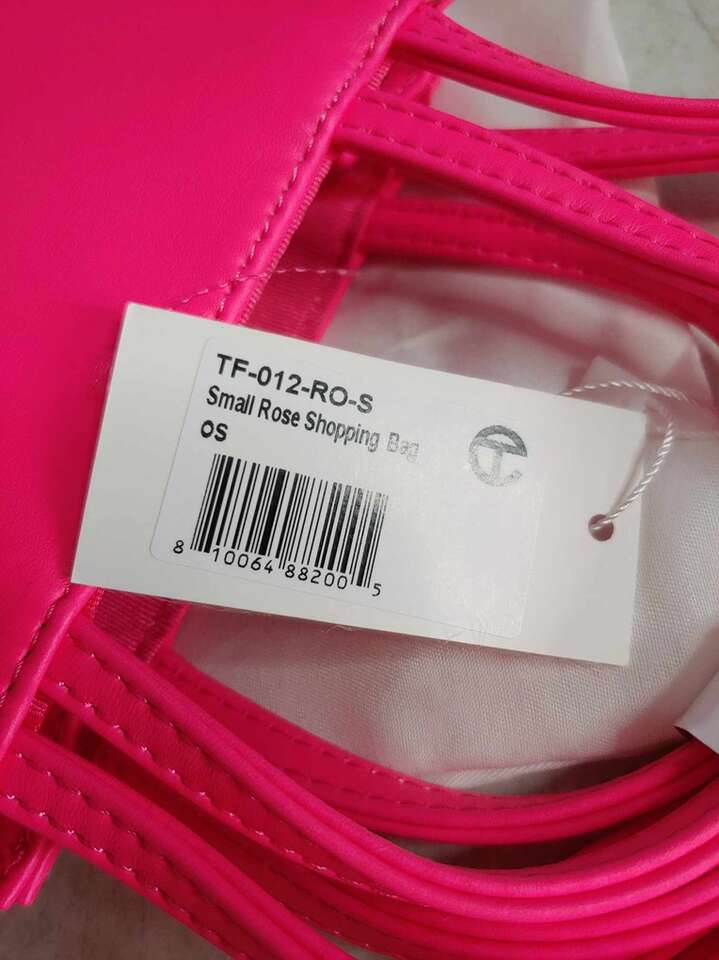 TF-012-RO-S
Small Rose Shopping Bag
OS
8 10064 88200 5